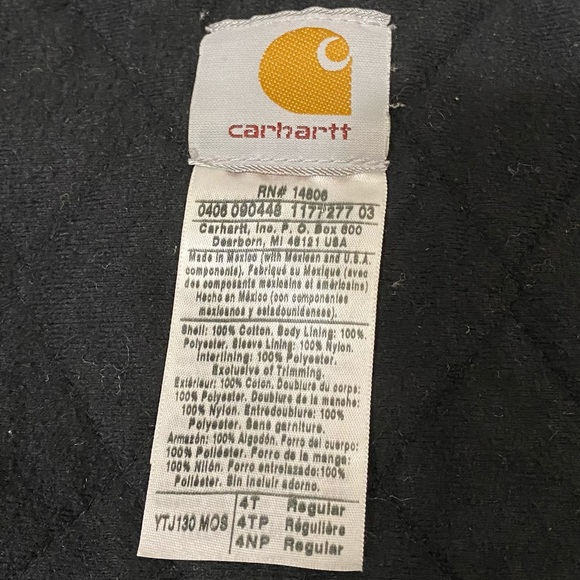 carhartt
RN# 14806
0406 090448 1177277 03
Carhartt, Inc. P. O. Box 600
Dearborn, MI 48121 USA
Made in Mexico (with Mexican and U.S.A.
components). Fabriqué au Mexique (avec
des composants mexicains et américains)
Hecho en México (con componentes
mexicanos y estadounidenses).
Shell: 100% Cotton. Body Lining: 100%
Polyester. Sleeve Lining: 100% Nylon.
Interlining: 100% Polyester.
Exclusive of Trimming.
Extérieur: 100% Coton. Doublure du corps:
100% Polyester. Doublure de la manche:
100% Nylon. Entredoublure: 100%
Polyester. Sans garniture.
Armazón: 100% Algodón. Forro del cuerpo:
100% Poliéster. Forro de la manga:
100% Nilón. Forro entrelazado: 100%
Poliéster. Sin incluir adorno.
YTJ130 MOS
4T Regular
4TP Régulière
4NP Regular